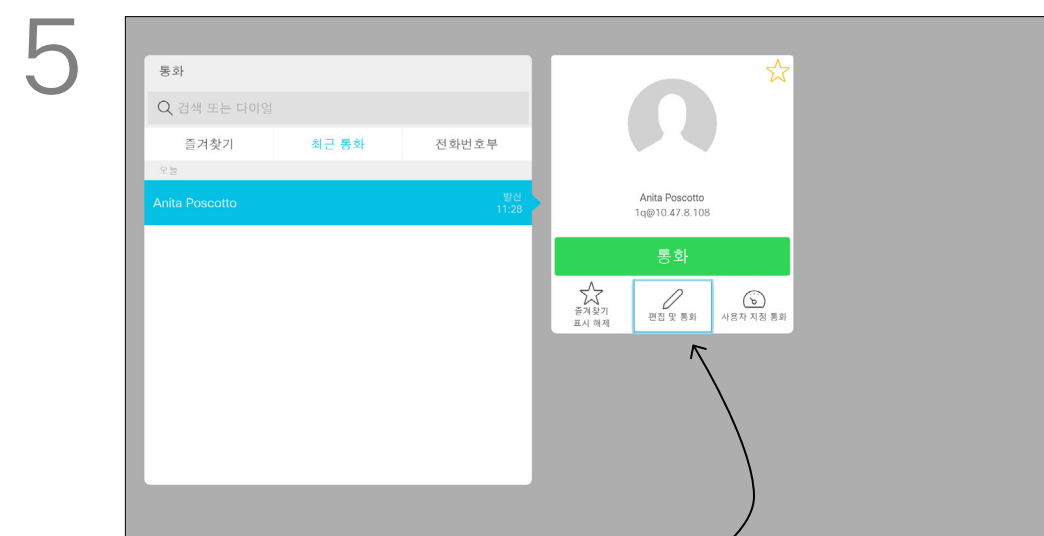 5
통화
검색 또는 다이얼
즐겨찾기 최근 통화 전화번호부
오늘
Anita Poscotto 발신
11:28
Anita Poscotto
1q@10.47.8.108
통화
즐겨찾기
표시 해제
편집 및 통화
사용자 지정 통화